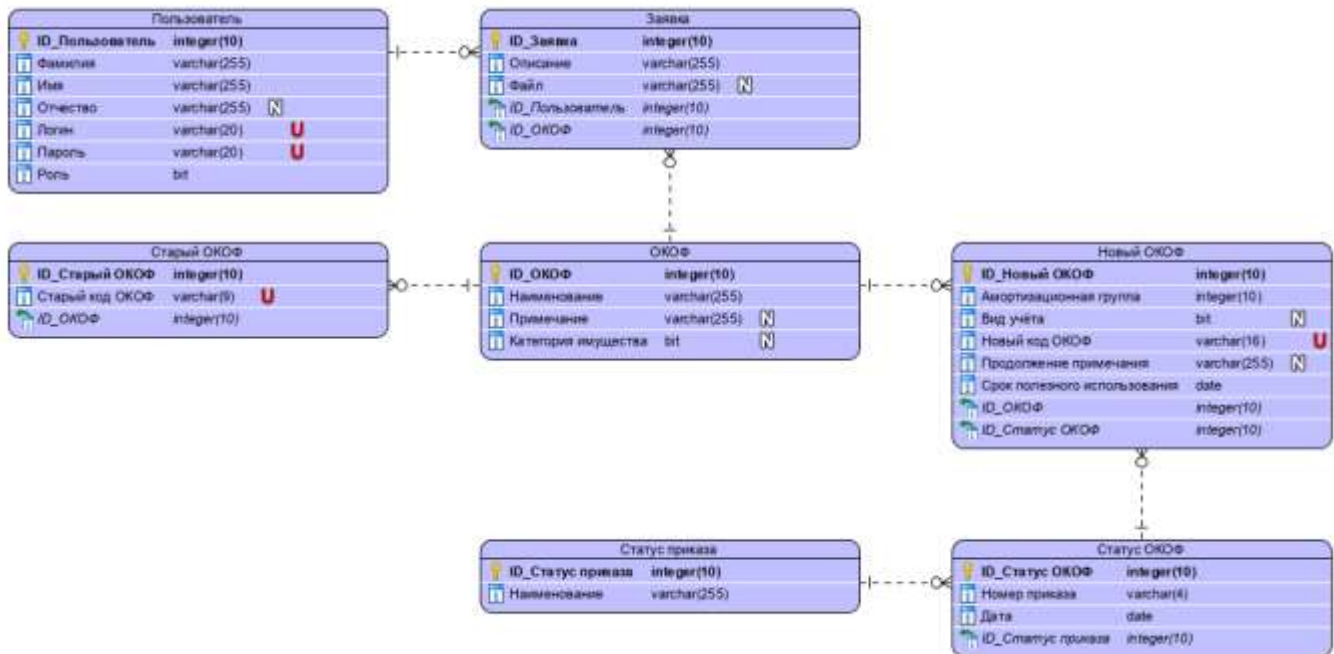 Пользователь
ID_Пользователь integer(10)
Фамилия varchar(255)
Имя varchar(255)
Отчество varchar(255) N
Логин varchar(20) U
Пароль varchar(20) U
Роль bit
Заявка
ID_Заявка integer(10)
Описание varchar(255)
Файл varchar(255) N
ID_Пользователь integer(10)
ID_ОКОФ integer(10)
Старый ОКОФ
ID_Старый ОКОФ integer(10)
Старый код ОКОФ varchar(9) U
ID_ОКОФ integer(10)
ОКОФ
ID_ОКОФ integer(10)
Наименование varchar(255)
Примечание varchar(255) N
Категория имущества bit N
Новый ОКОФ
ID_Новый ОКОФ integer(10)
Амортизационная группа integer(10)
Вид учёта bit N
Новый код ОКОФ varchar(16) U
Продолжение примечания varchar(255) N
Срок полезного использования date
ID_ОКОФ integer(10)
ID_Статус ОКОФ integer(10)
Статус приказа
ID_Статус приказа integer(10)
Наименование varchar(255)
Статус ОКОФ
ID_Статус ОКОФ integer(10)
Номер приказа varchar(4)
Дата date
ID_Статус приказа integer(10)